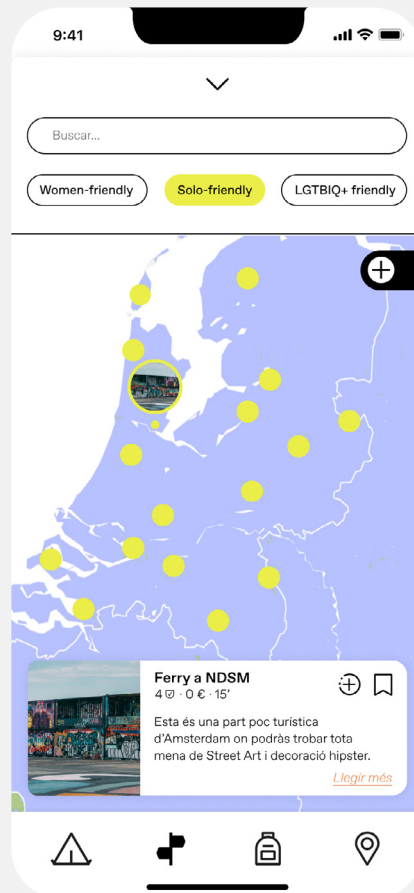 9:41
Buscar...
Women-friendly Solo-friendly LGTBIQ+ friendly
Ferry a NDSM
4 · 0 € · 15'
Esta és una part poc turística
d'Amsterdam on podràs trobar tota
mena de Street Art i decoració hipster.
Llegir més